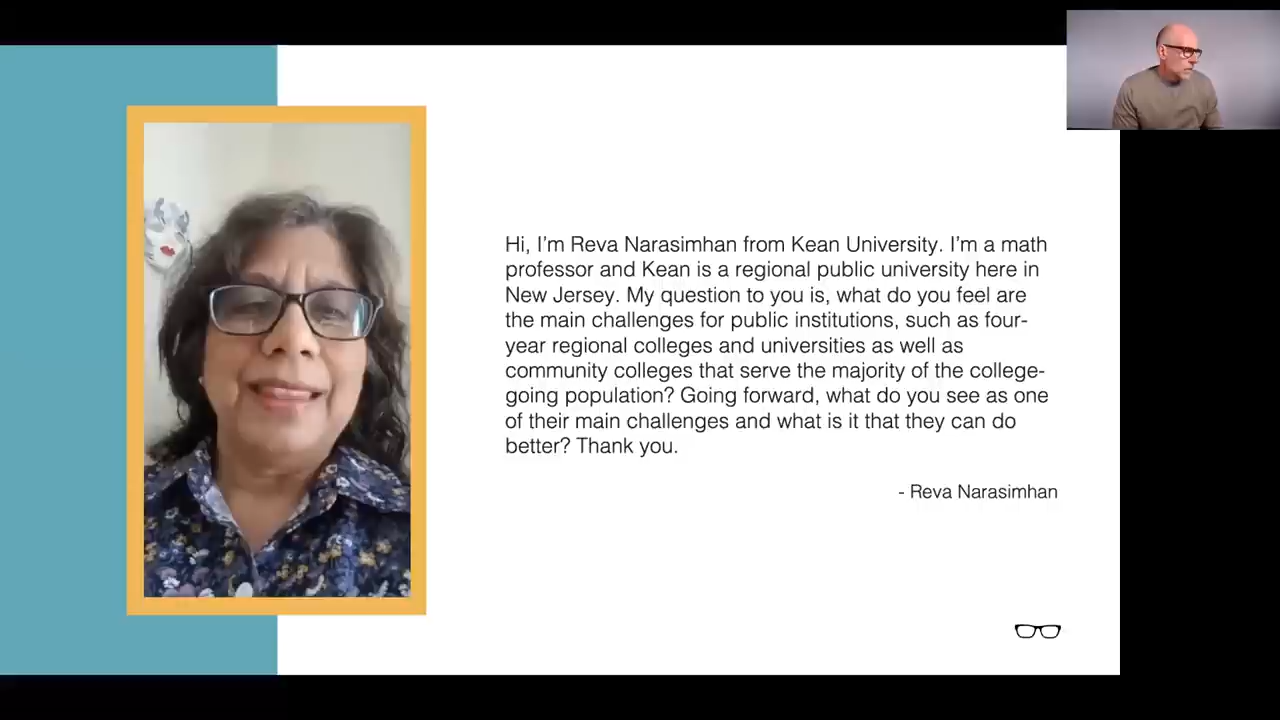 Hi, I'm Reva Narasimhan from Kean University. I'm a math
professor and Kean is a regional public university here in
New Jersey. My question to you is, what do you feel are
the main challenges for public institutions, such as four-
year regional colleges and universities as well as
community colleges that serve the majority of the college-
going population? Going forward, what do you see as one
of their main challenges and what is it that they can do
better? Thank you.
- Reva Narasimhan